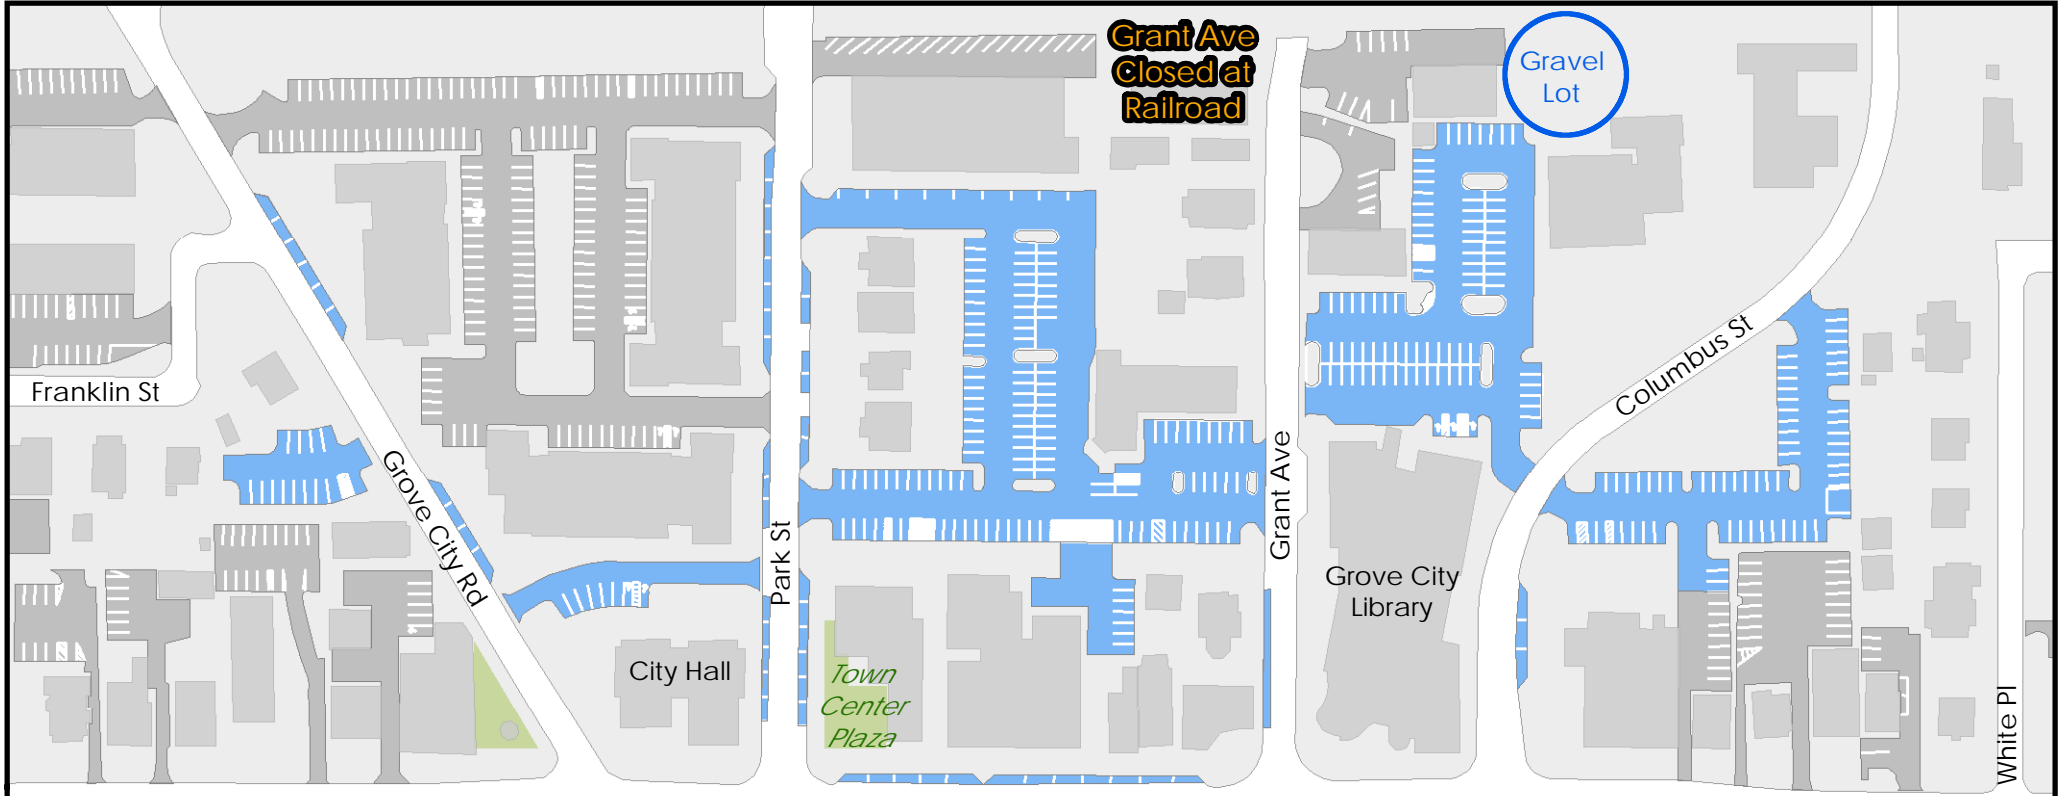 Grant Ave
Closed at
Railroad
Gravel
Lot
Franklin St
Grove City Rd
Park St
Grant Ave
Columbus St
Grove City
Library
City Hall
Town
Center
Plaza
White Pl